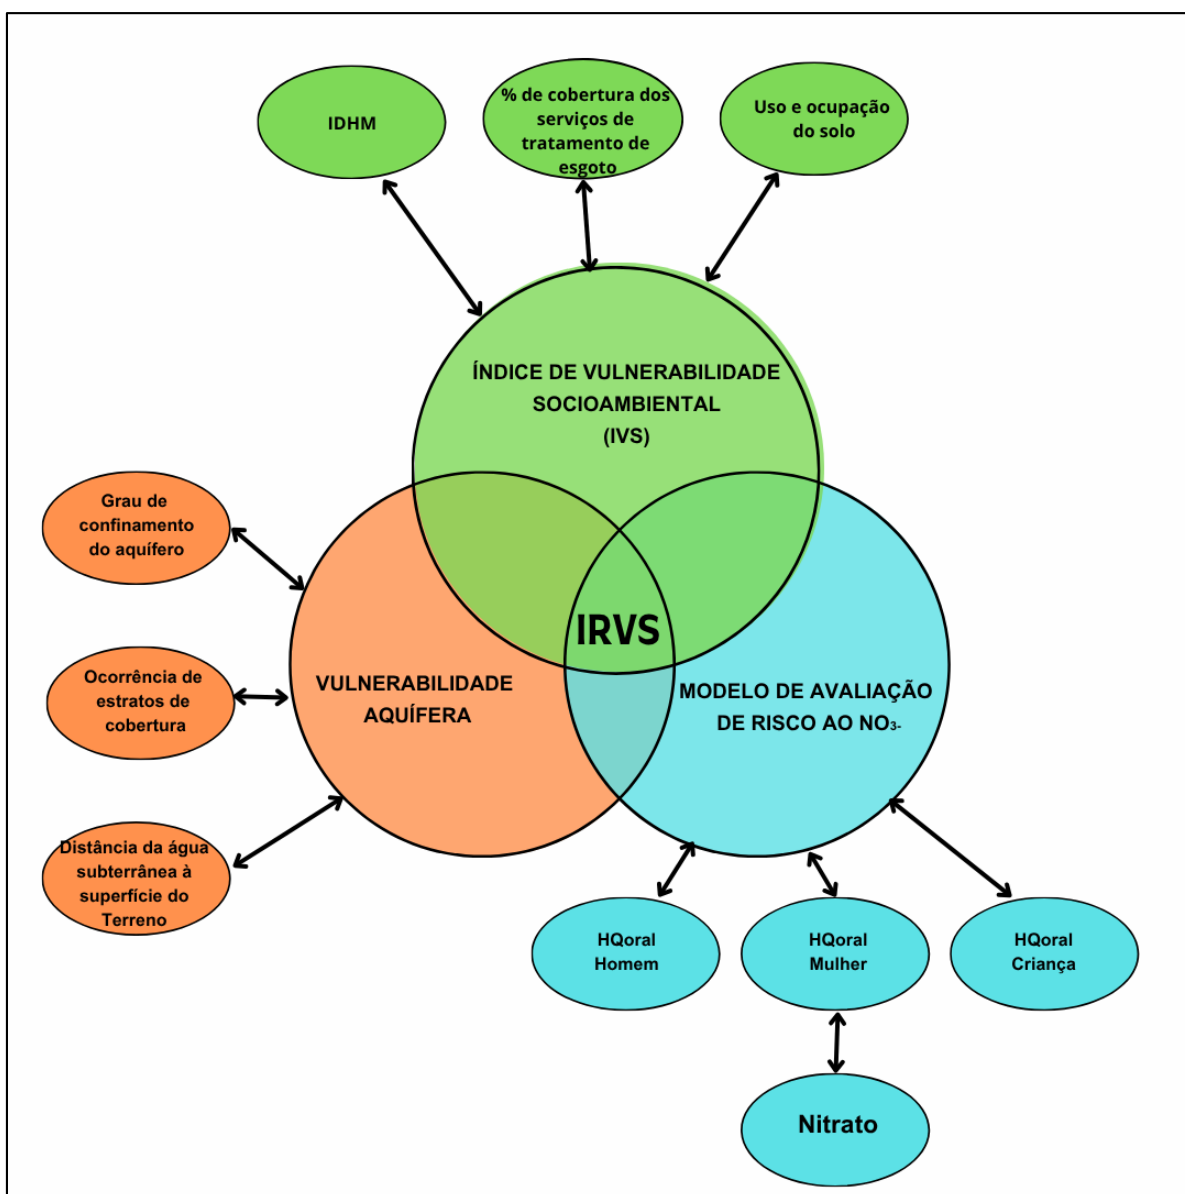 IDHM
% de cobertura dos
serviços de
tratamento de
esgoto
Uso e ocupação
do solo
ÍNDICE DE VULNERABILIDADE
SOCIOAMBIENTAL
(IVS)
Grau de
confinamento
do aquífero
Ocorrência de
estratos de
cobertura
Distância da água
subterrânea à
superfície do
Terreno
VULNERABILIDADE
AQUÍFERA
IRVS
MODELO DE AVALIAÇÃO
DE RISCO AO NO₃-
HQoral
Homem
HQoral
Mulher
HQoral
Criança
Nitrato